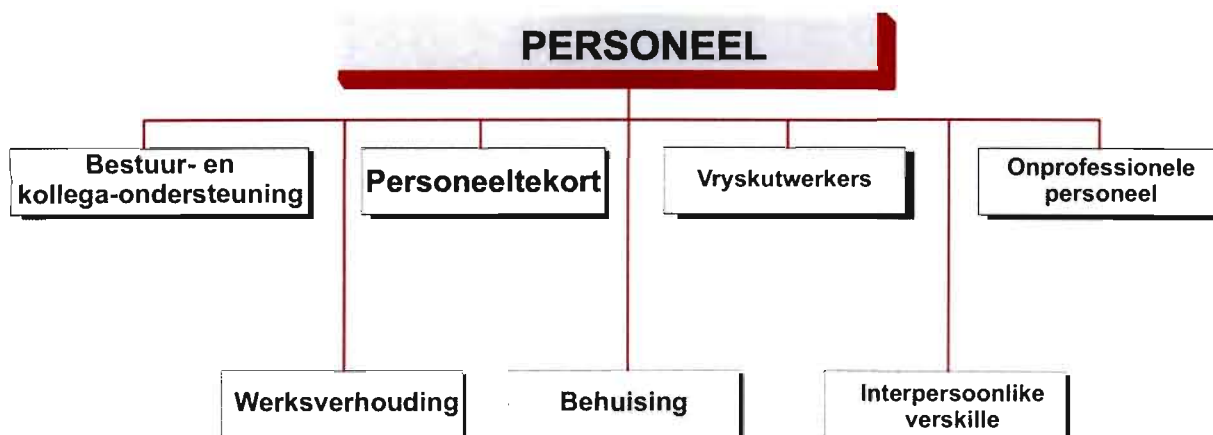 PERSONEEL
Bestuur- en
kollega-ondersteuning
Personeeltekort
Vryskutwerkers
Onprofessionele
personeel
Werksverhouding
Behuising
Interpersoonlike
verskille